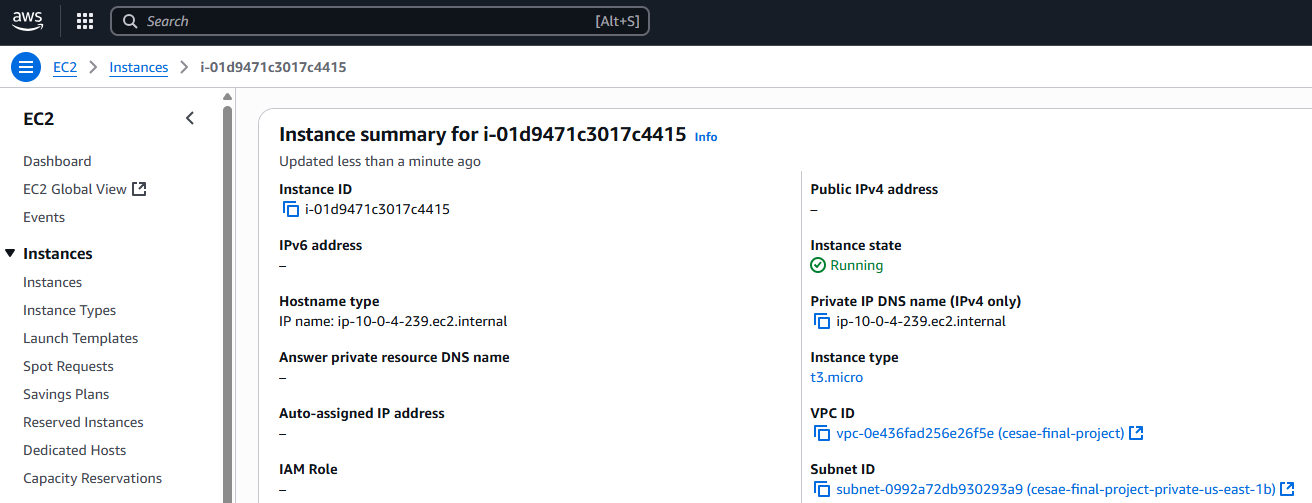 aws
Search [Alt+S]
EC2 Instances i-01d9471c3017c4415
EC2
Dashboard
EC2 Global View
Events
Instances
Instances
Instance Types
Launch Templates
Spot Requests
Savings Plans
Reserved Instances
Dedicated Hosts
Capacity Reservations
Instance summary for i-01d9471c3017c4415 Info
Updated less than a minute ago
Instance ID
i-01d9471c3017c4415
IPv6 address
–
Hostname type
IP name: ip-10-0-4-239.ec2.internal
Answer private resource DNS name
–
Auto-assigned IP address
–
IAM Role
–
Public IPv4 address
–
Instance state
Running
Private IP DNS name (IPv4 only)
ip-10-0-4-239.ec2.internal
Instance type
t3.micro
VPC ID
vpc-0e436fad256e26f5e (cesae-final-project)
Subnet ID
subnet-0992a72db930293a9 (cesae-final-project-private-us-east-1b)